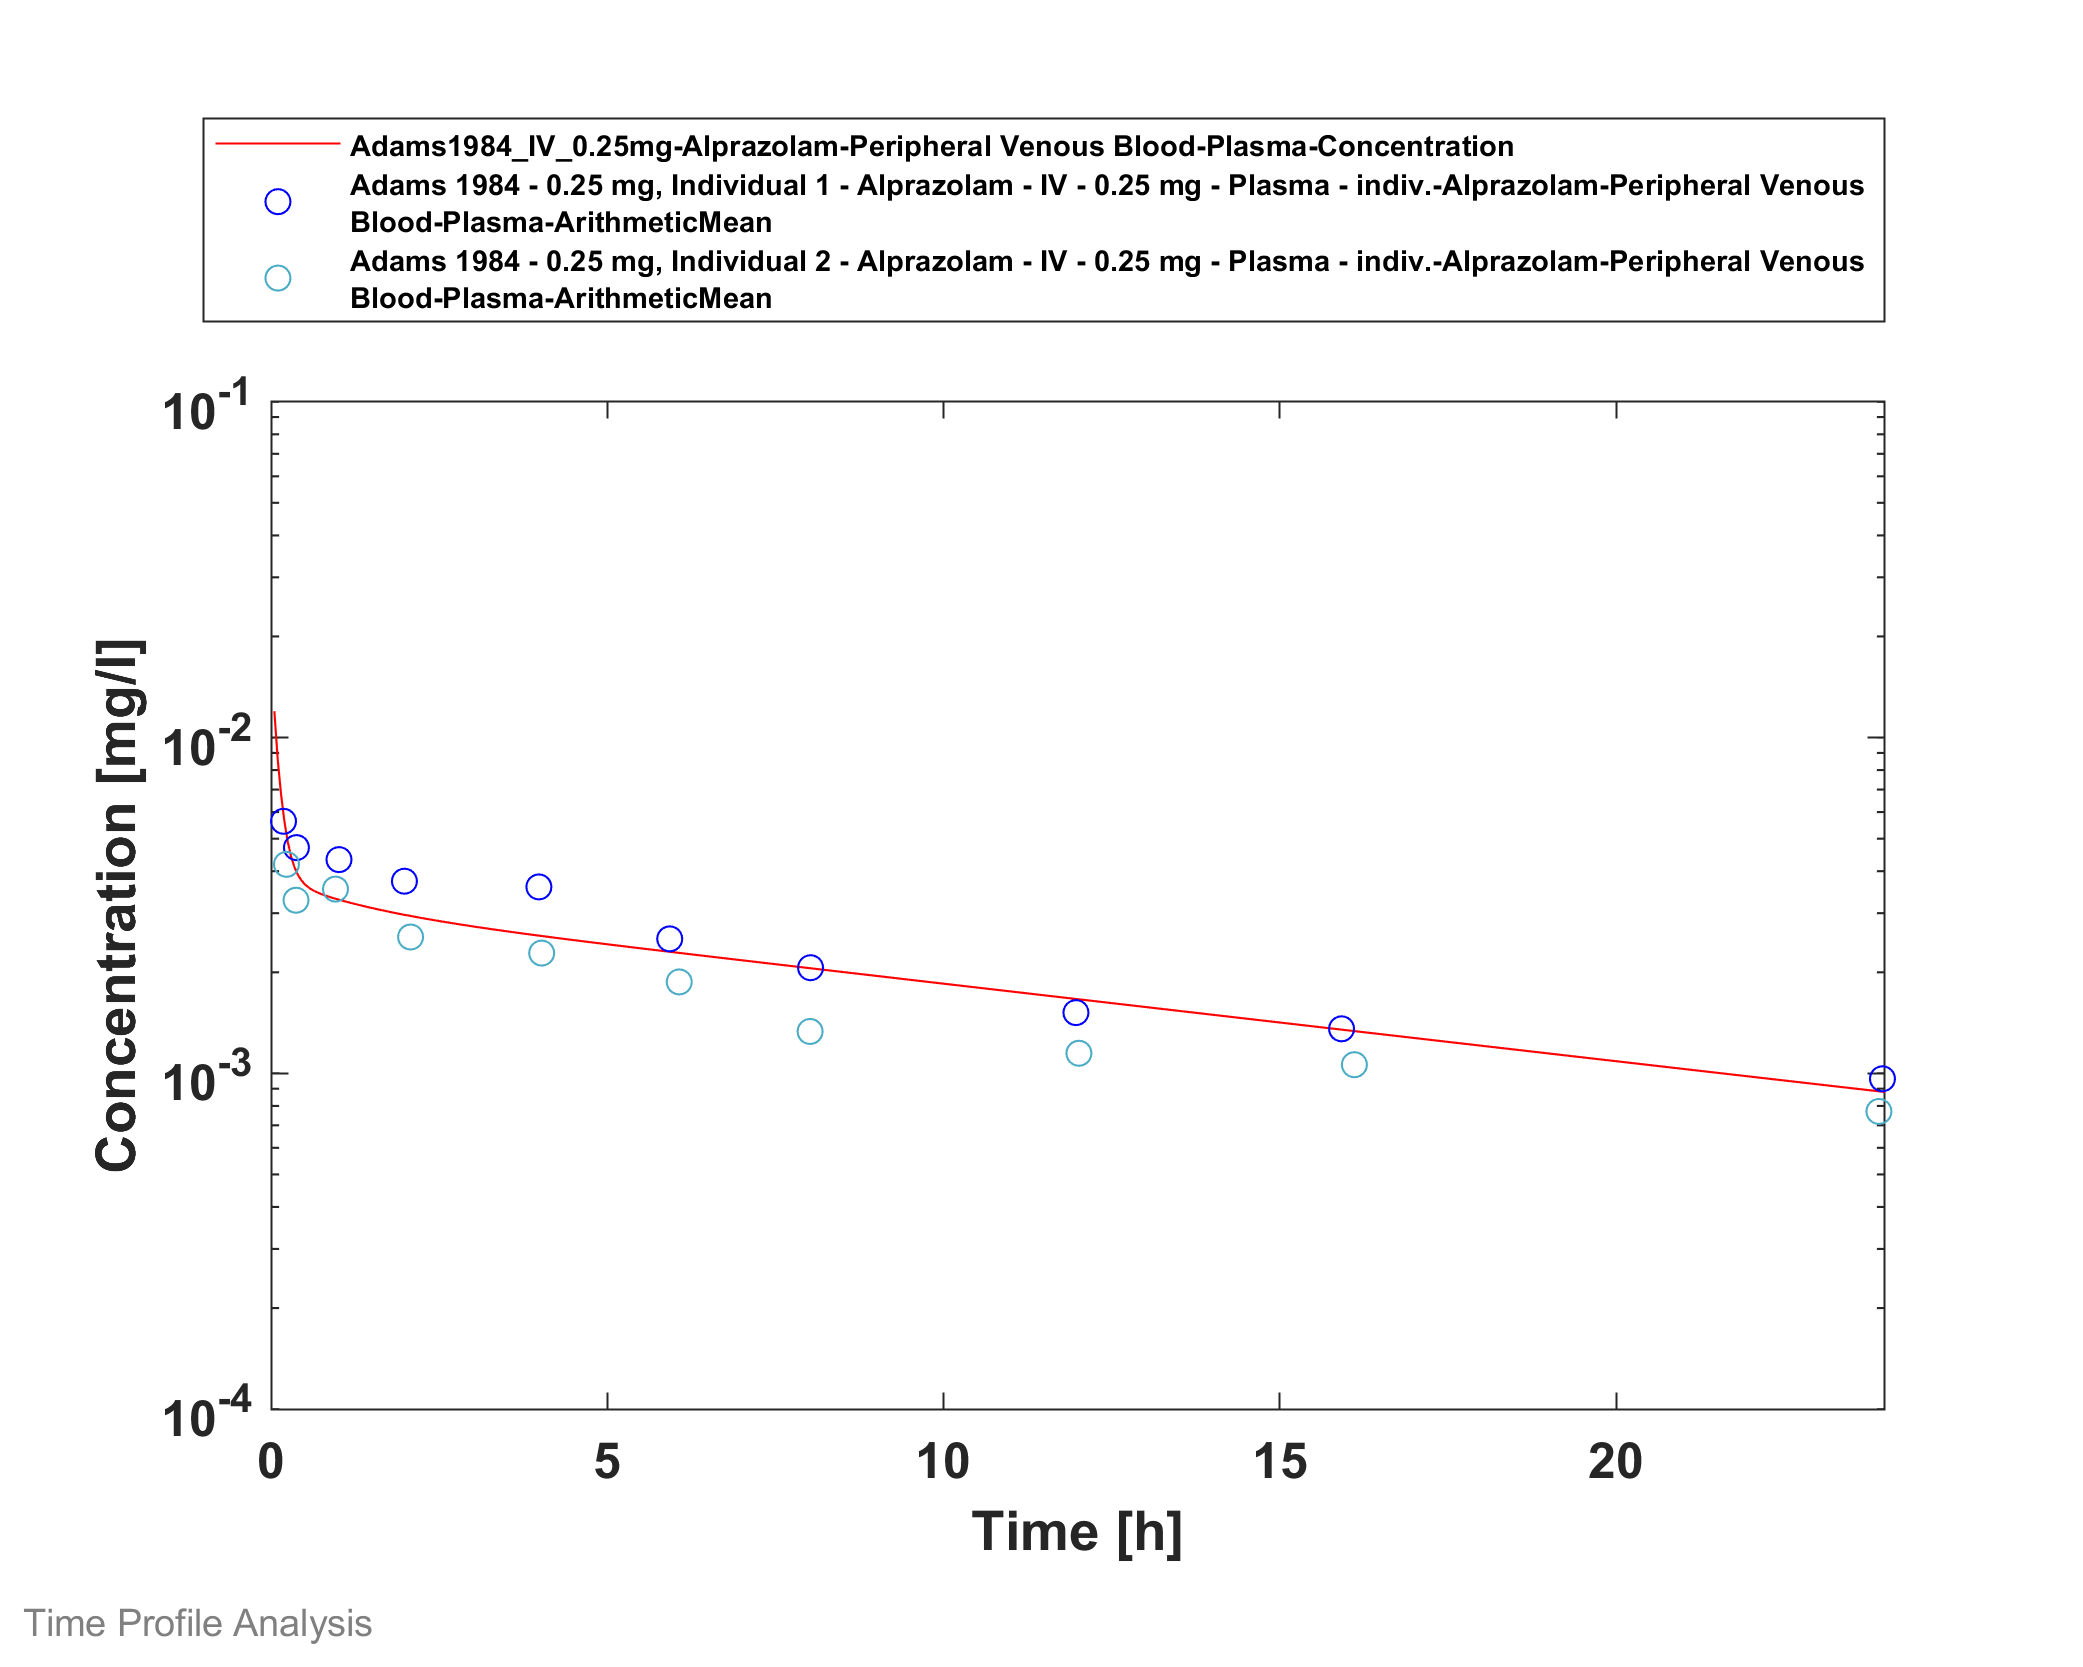 Adams1984_IV_0.25mg-Alprazolam-Peripheral Venous Blood-Plasma-Concentration
Adams 1984 - 0.25 mg, Individual 1 - Alprazolam - IV - 0.25 mg - Plasma - indiv.-Alprazolam-Peripheral Venous
Blood-Plasma-ArithmeticMean
Adams 1984 - 0.25 mg, Individual 2 - Alprazolam - IV - 0.25 mg - Plasma - indiv.-Alprazolam-Peripheral Venous
Blood-Plasma-ArithmeticMean
10^-1
10^-2
10^-3
10^-4
Concentration [mg/l]
0 5 10 15 20
Time [h]
Time Profile Analysis